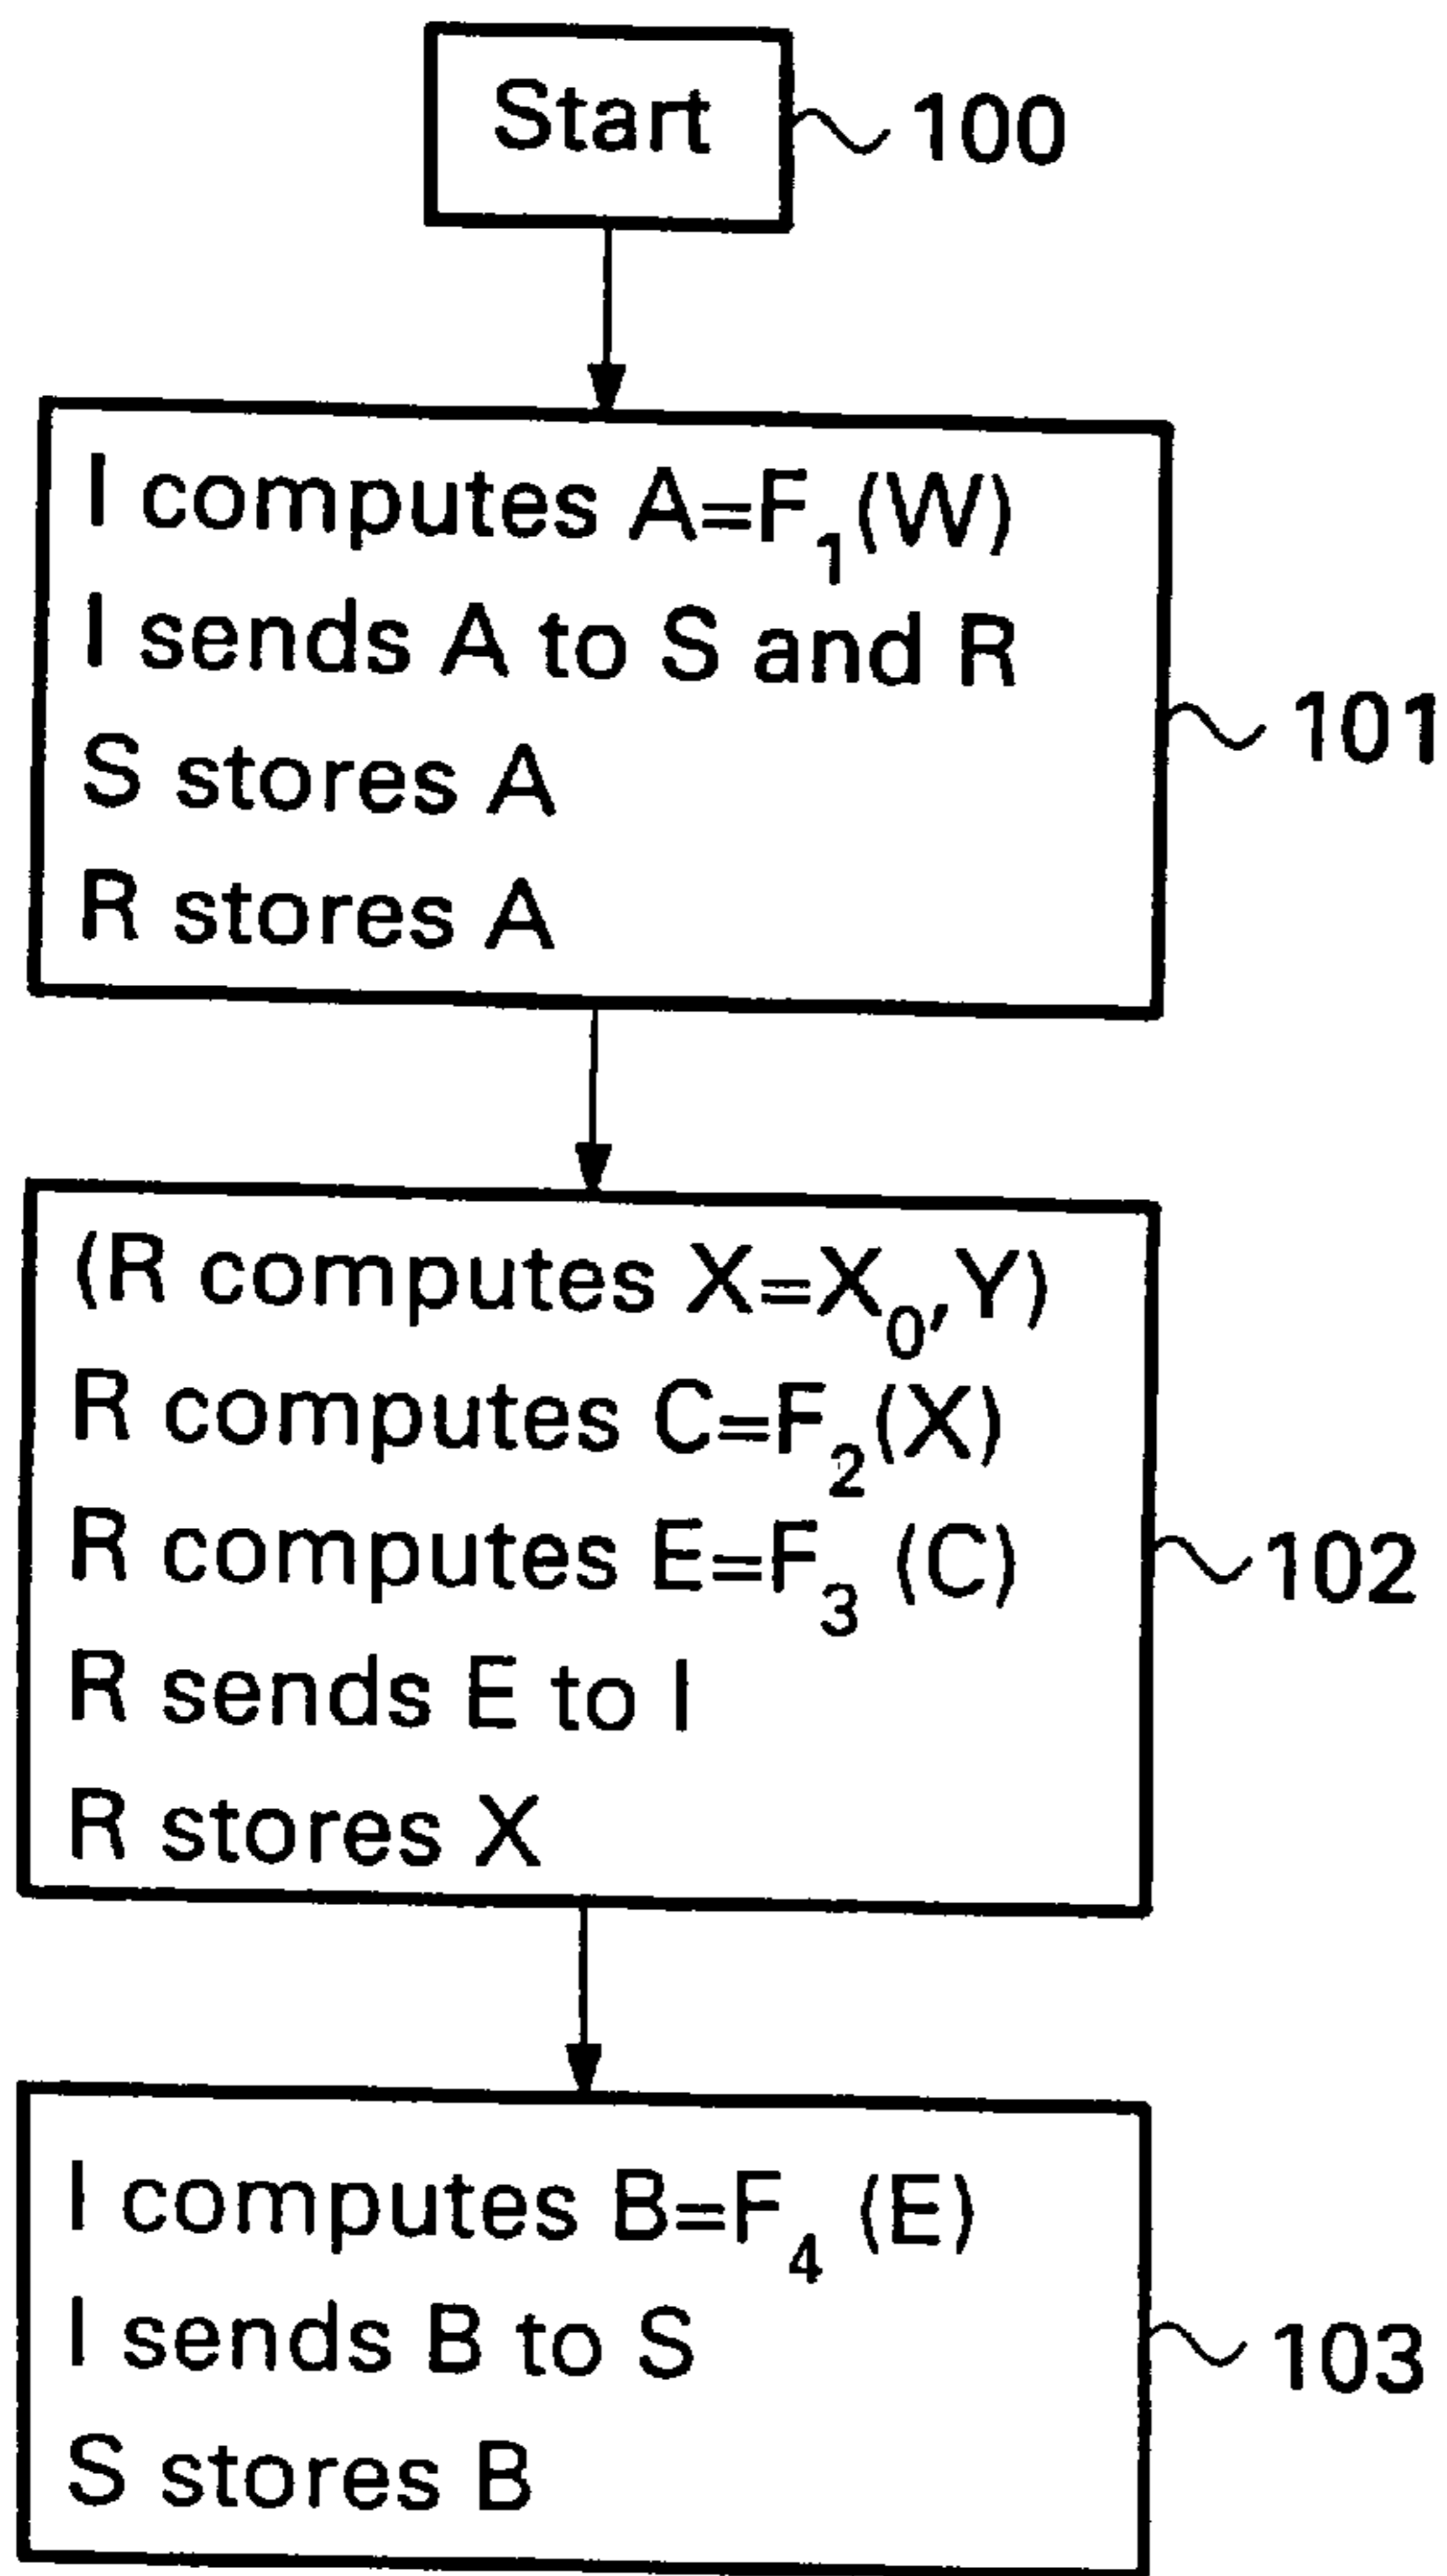 Start
100
I computes A=F₁(W)
I sends A to S and R
S stores A
R stores A
101
(R computes X=X₀,Y)
R computes C=F₂(X)
R computes E=F₃ (C)
R sends E to I
R stores X
102
I computes B=F₄ (E)
I sends B to S
S stores B
103